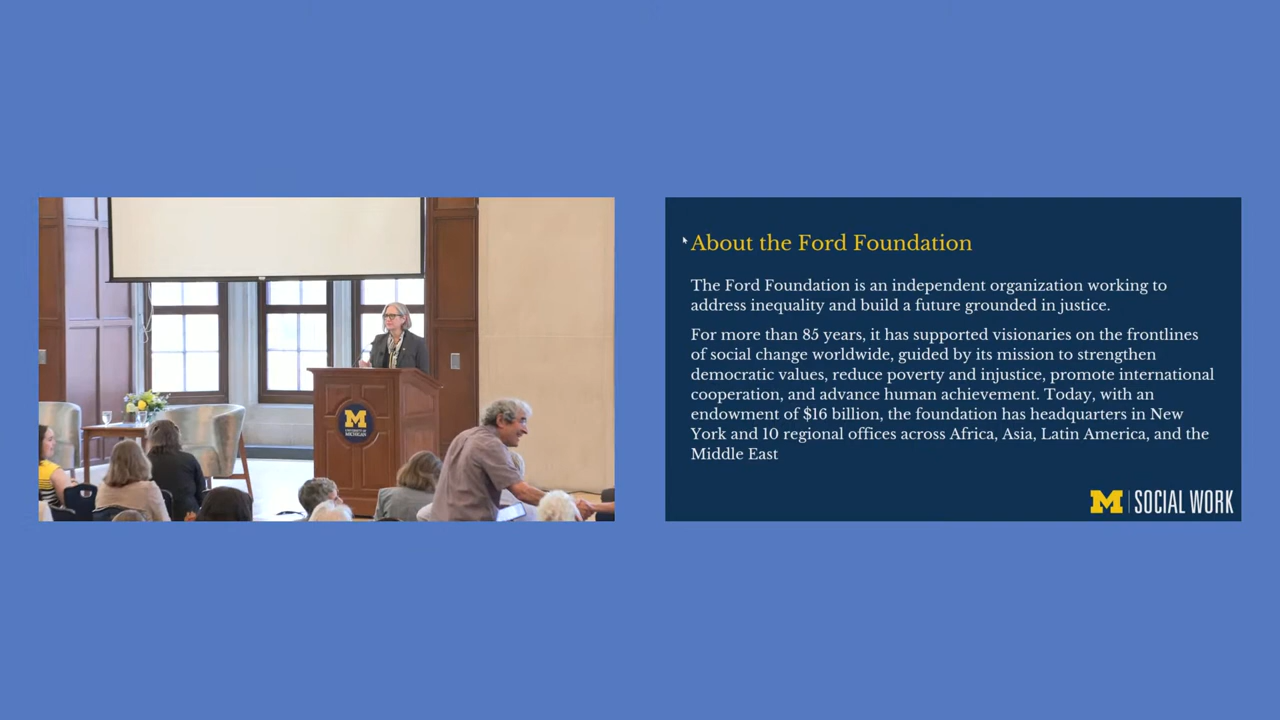 M
UNIVERSITY OF
MICHIGAN
About the Ford Foundation
The Ford Foundation is an independent organization working to
address inequality and build a future grounded in justice.
For more than 85 years, it has supported visionaries on the frontlines
of social change worldwide, guided by its mission to strengthen
democratic values, reduce poverty and injustice, promote international
cooperation, and advance human achievement. Today, with an
endowment of $16 billion, the foundation has headquarters in New
York and 10 regional offices across Africa, Asia, Latin America, and the
Middle East
M | SOCIAL WORK